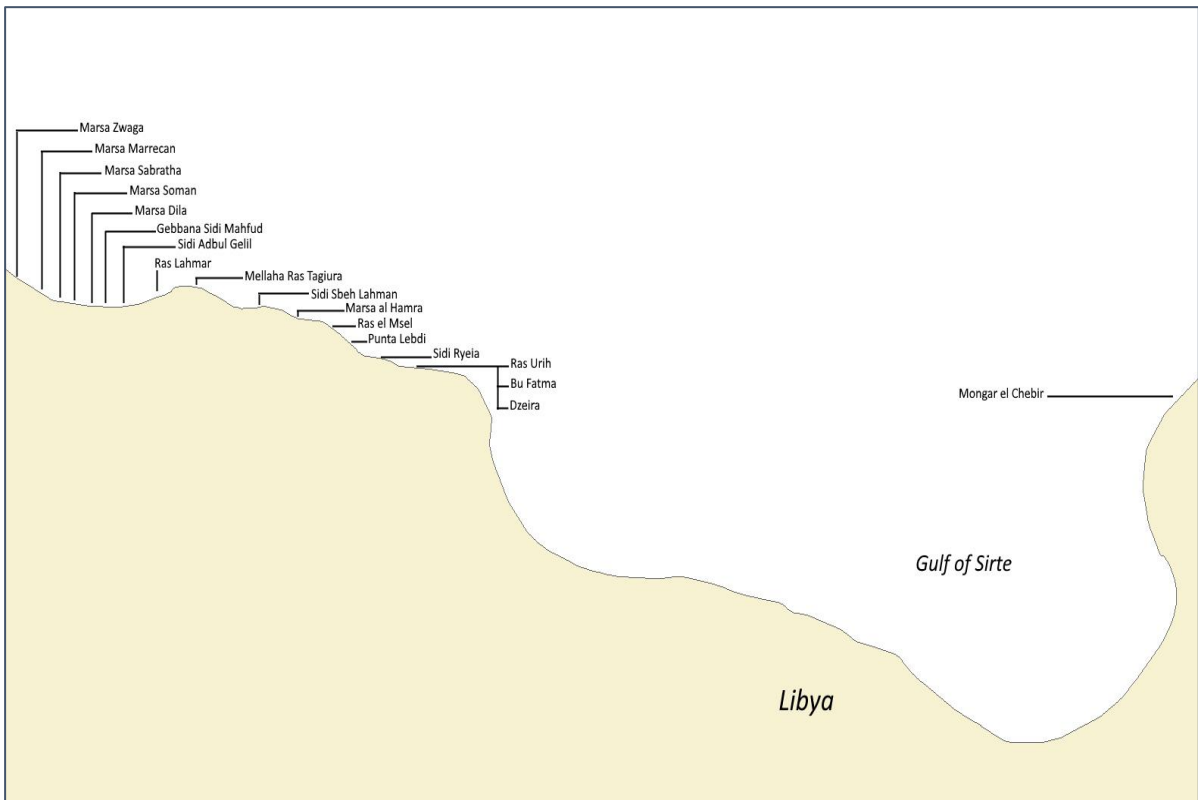 Marsa Zwaga
Marsa Marrecan
Marsa Sabratha
Marsa Soman
Marsa Dila
Gebbana Sidi Mahfud
Sidi Adbul Gelil
Ras Lahmar
Mellaha Ras Tagiura
Sidi Sbeh Lahman
Marsa al Hamra
Ras el Msel
Punta Lebdi
Sidi Ryeia
Ras Urih
Bu Fatma
Dzeira
Mongar el Chebir
Gulf of Sirte
Libya